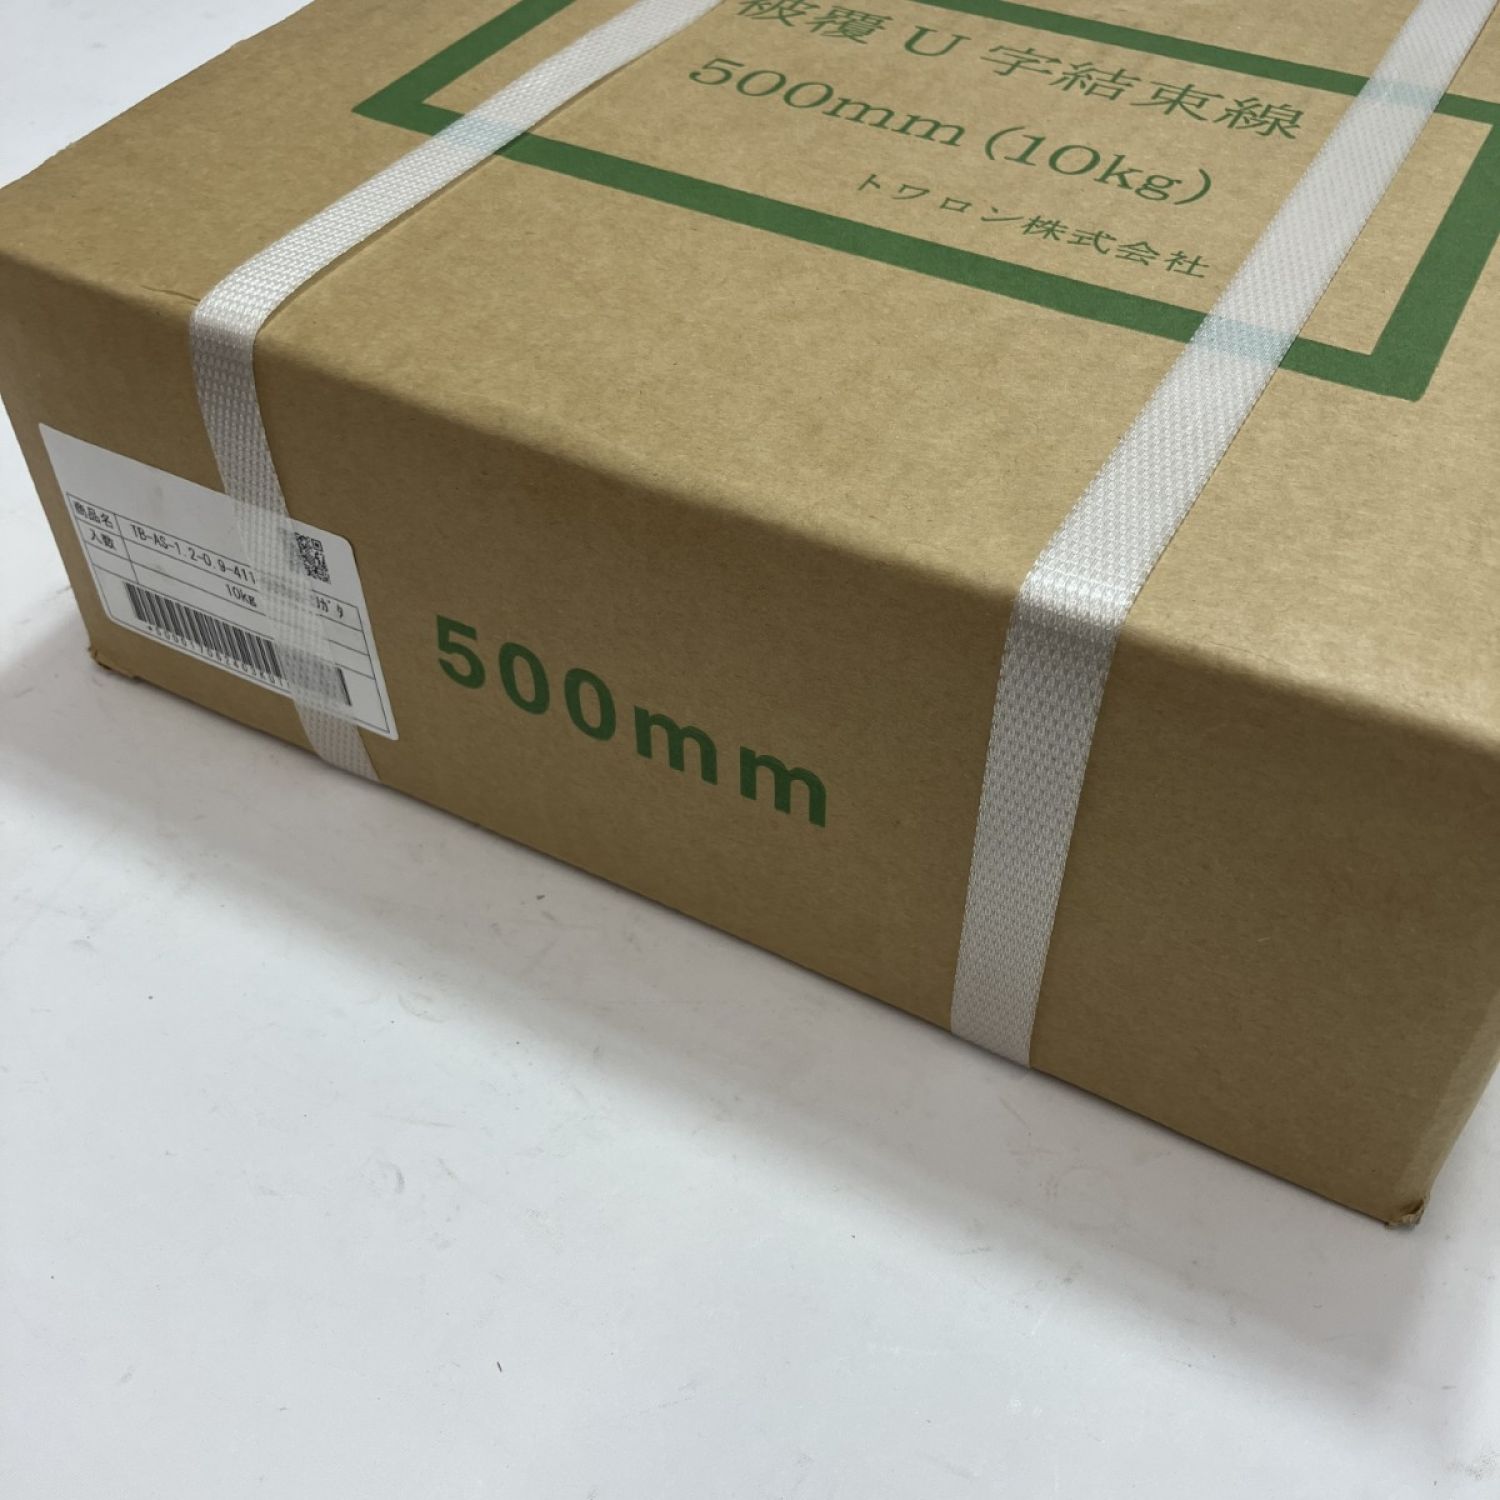 被覆U字結束線
500mm (10kg)
トワロン株式会社
商品名 TB-AS-1.2-0.9-411
入数 10kg
500mm